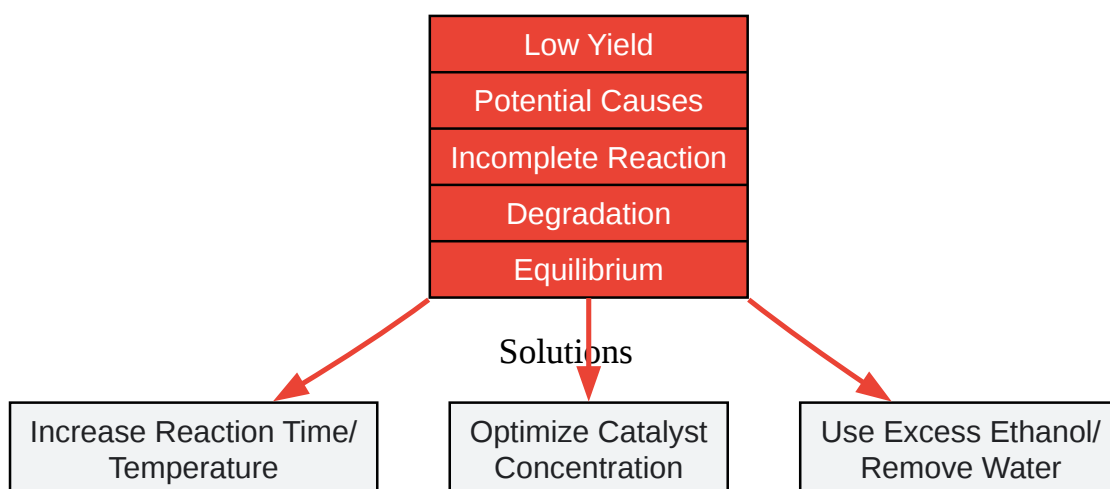 Low Yield
Potential Causes
Incomplete Reaction
Degradation
Equilibrium
Solutions
Increase Reaction Time/
Temperature
Optimize Catalyst
Concentration
Use Excess Ethanol/
Remove Water